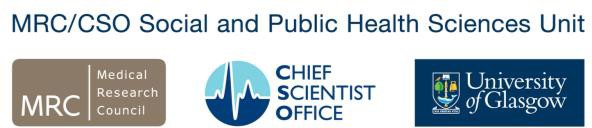 MRC/CSO Social and Public Health Sciences Unit
MRC
Medical
Research
Council
CHIEF
SCIENTIST
OFFICE
University
of Glasgow